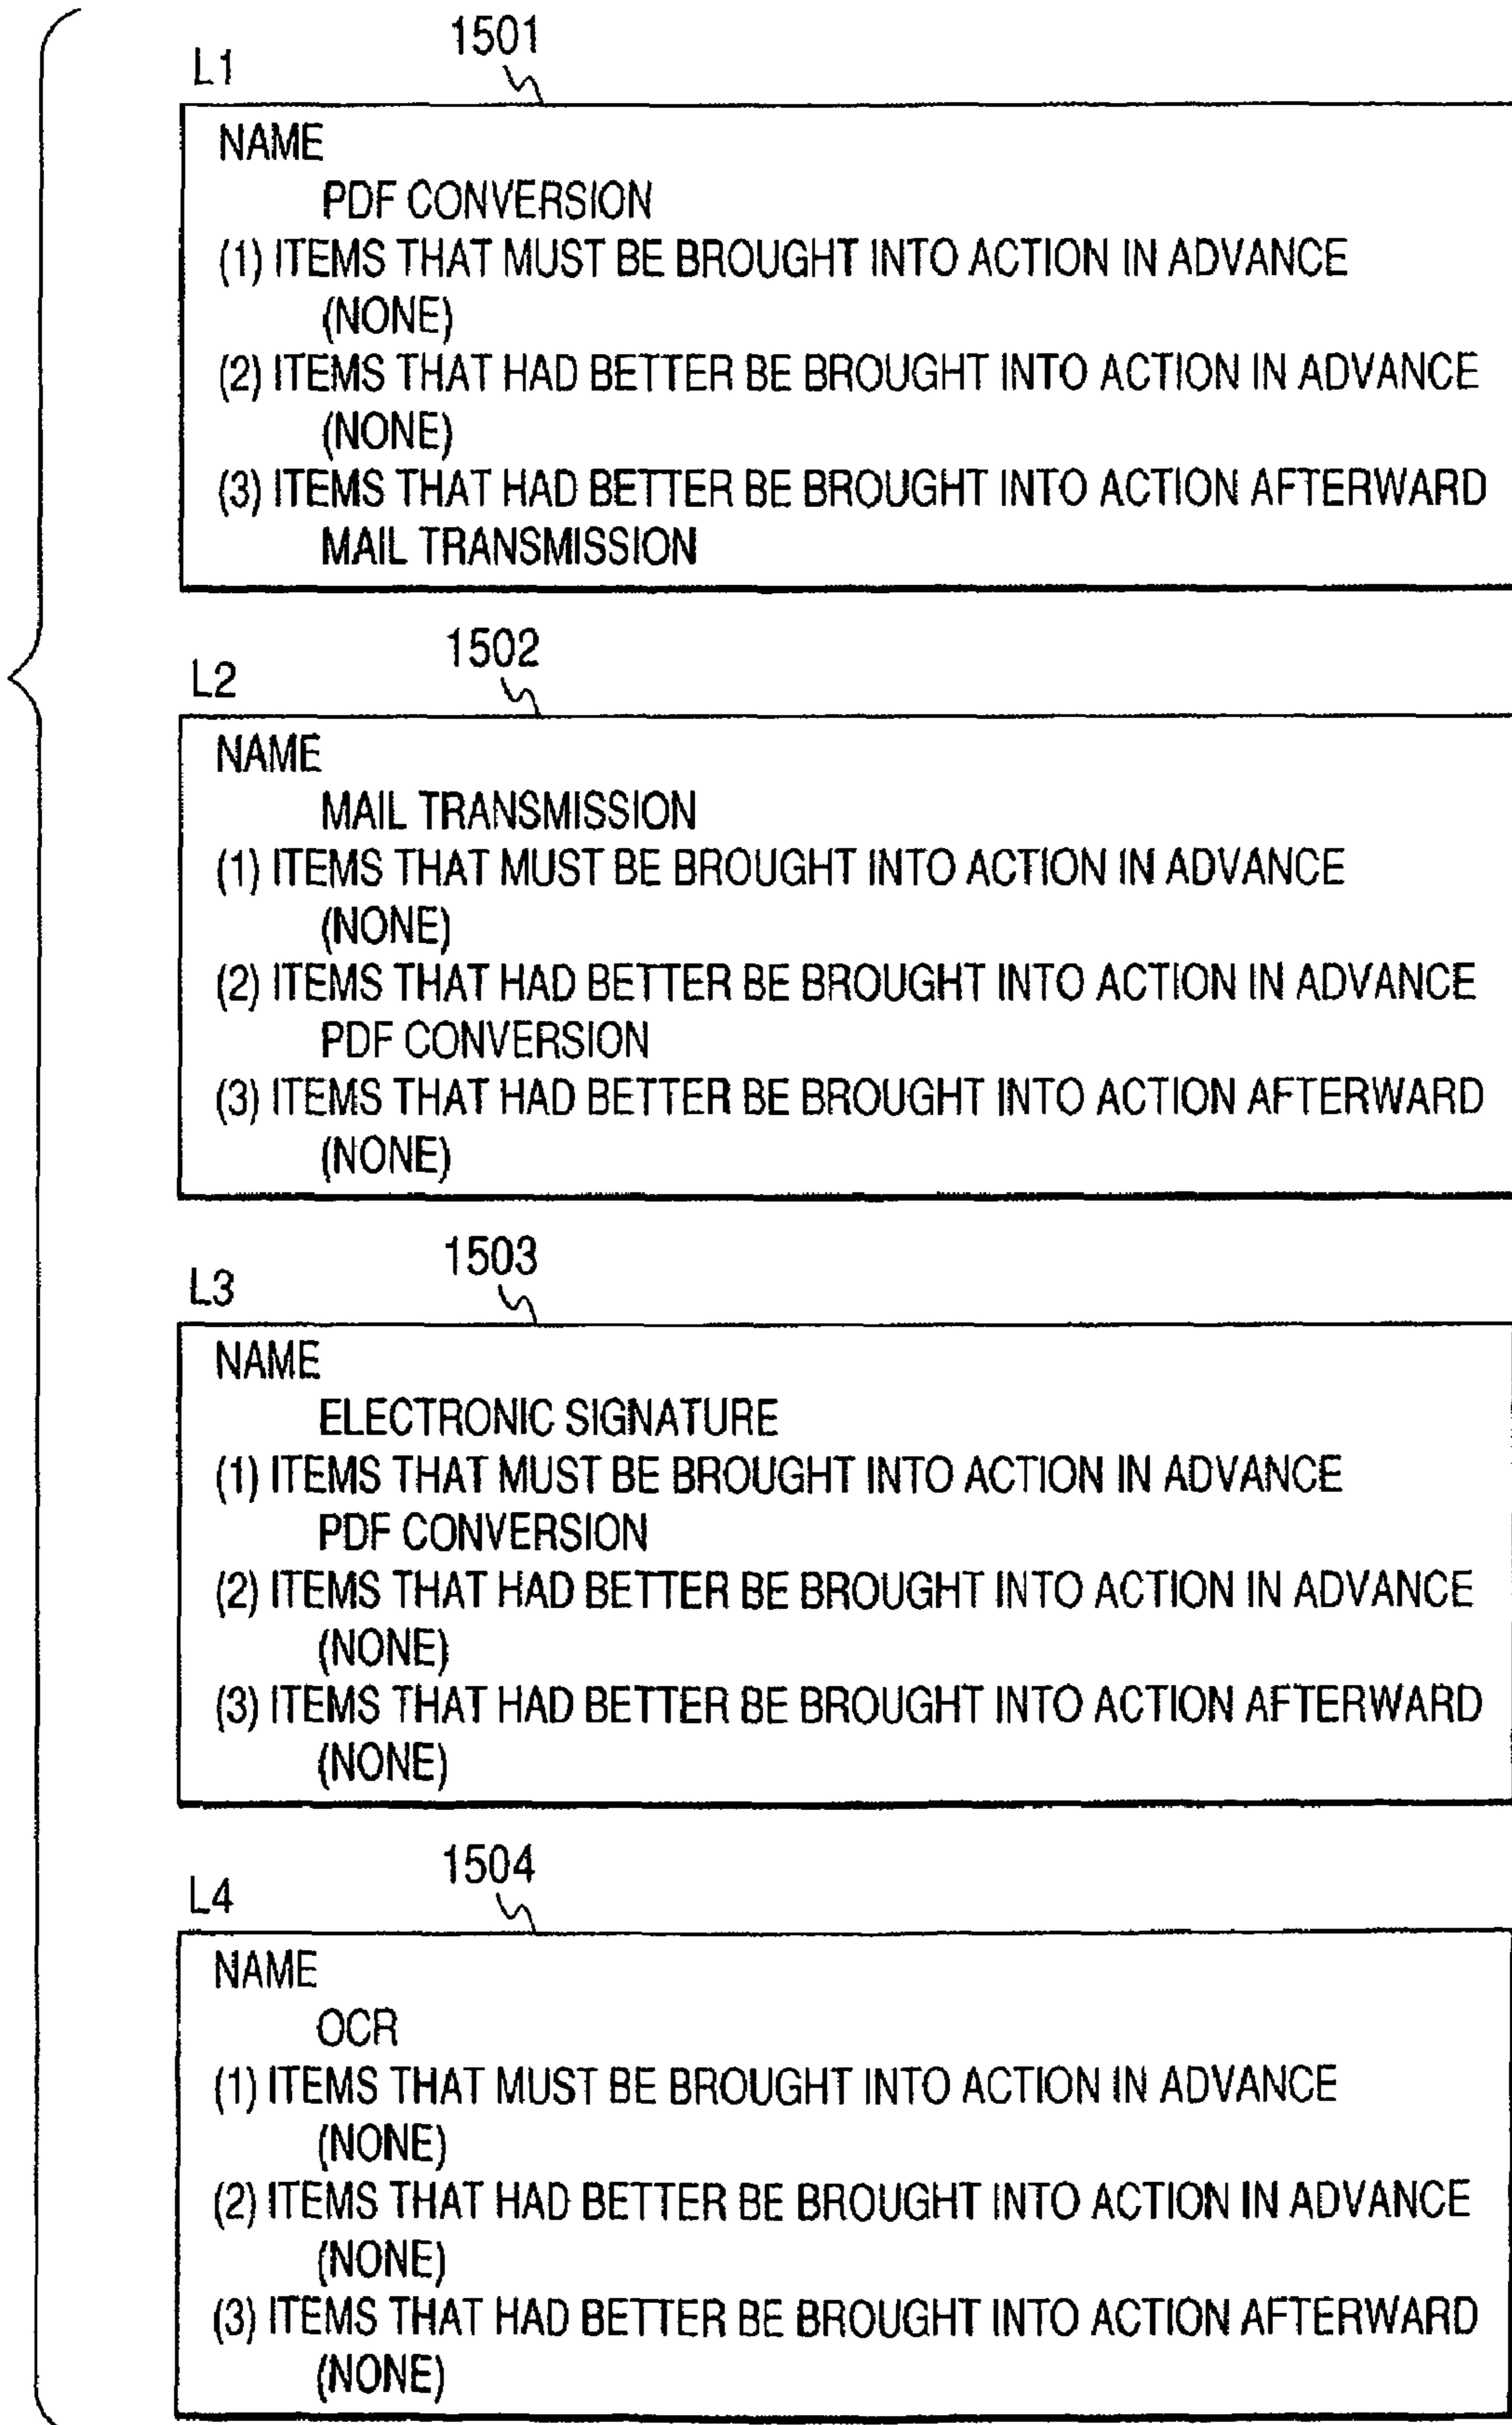 1501
L1
NAME
PDF CONVERSION
(1) ITEMS THAT MUST BE BROUGHT INTO ACTION IN ADVANCE
(NONE)
(2) ITEMS THAT HAD BETTER BE BROUGHT INTO ACTION IN ADVANCE
(NONE)
(3) ITEMS THAT HAD BETTER BE BROUGHT INTO ACTION AFTERWARD
MAIL TRANSMISSION
1502
L2
NAME
MAIL TRANSMISSION
(1) ITEMS THAT MUST BE BROUGHT INTO ACTION IN ADVANCE
(NONE)
(2) ITEMS THAT HAD BETTER BE BROUGHT INTO ACTION IN ADVANCE
PDF CONVERSION
(3) ITEMS THAT HAD BETTER BE BROUGHT INTO ACTION AFTERWARD
(NONE)
1503
L3
NAME
ELECTRONIC SIGNATURE
(1) ITEMS THAT MUST BE BROUGHT INTO ACTION IN ADVANCE
PDF CONVERSION
(2) ITEMS THAT HAD BETTER BE BROUGHT INTO ACTION IN ADVANCE
(NONE)
(3) ITEMS THAT HAD BETTER BE BROUGHT INTO ACTION AFTERWARD
(NONE)
1504
L4
NAME
OCR
(1) ITEMS THAT MUST BE BROUGHT INTO ACTION IN ADVANCE
(NONE)
(2) ITEMS THAT HAD BETTER BE BROUGHT INTO ACTION IN ADVANCE
(NONE)
(3) ITEMS THAT HAD BETTER BE BROUGHT INTO ACTION AFTERWARD
(NONE)